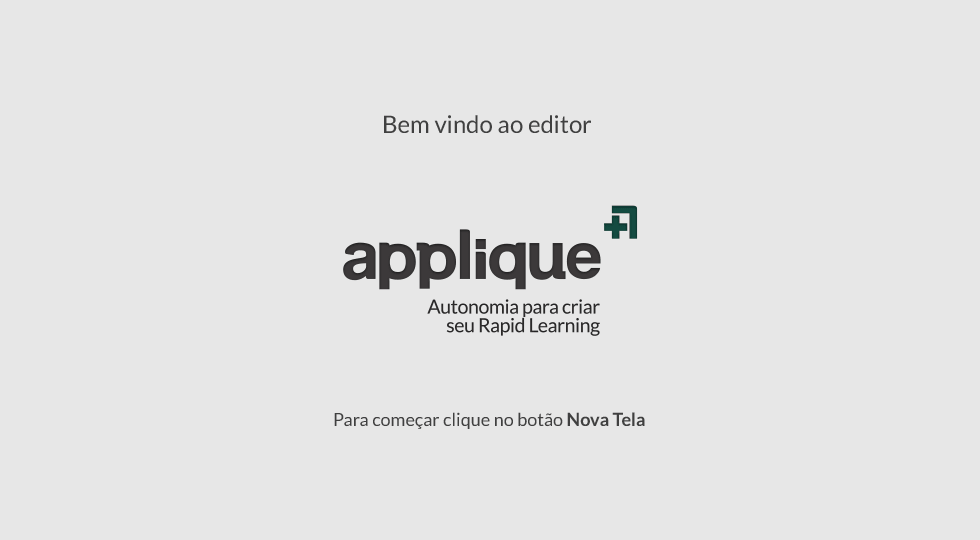 Bem vindo ao editor
applique
Autonomia para criar
seu Rapid Learning
Para começar clique no botão Nova Tela